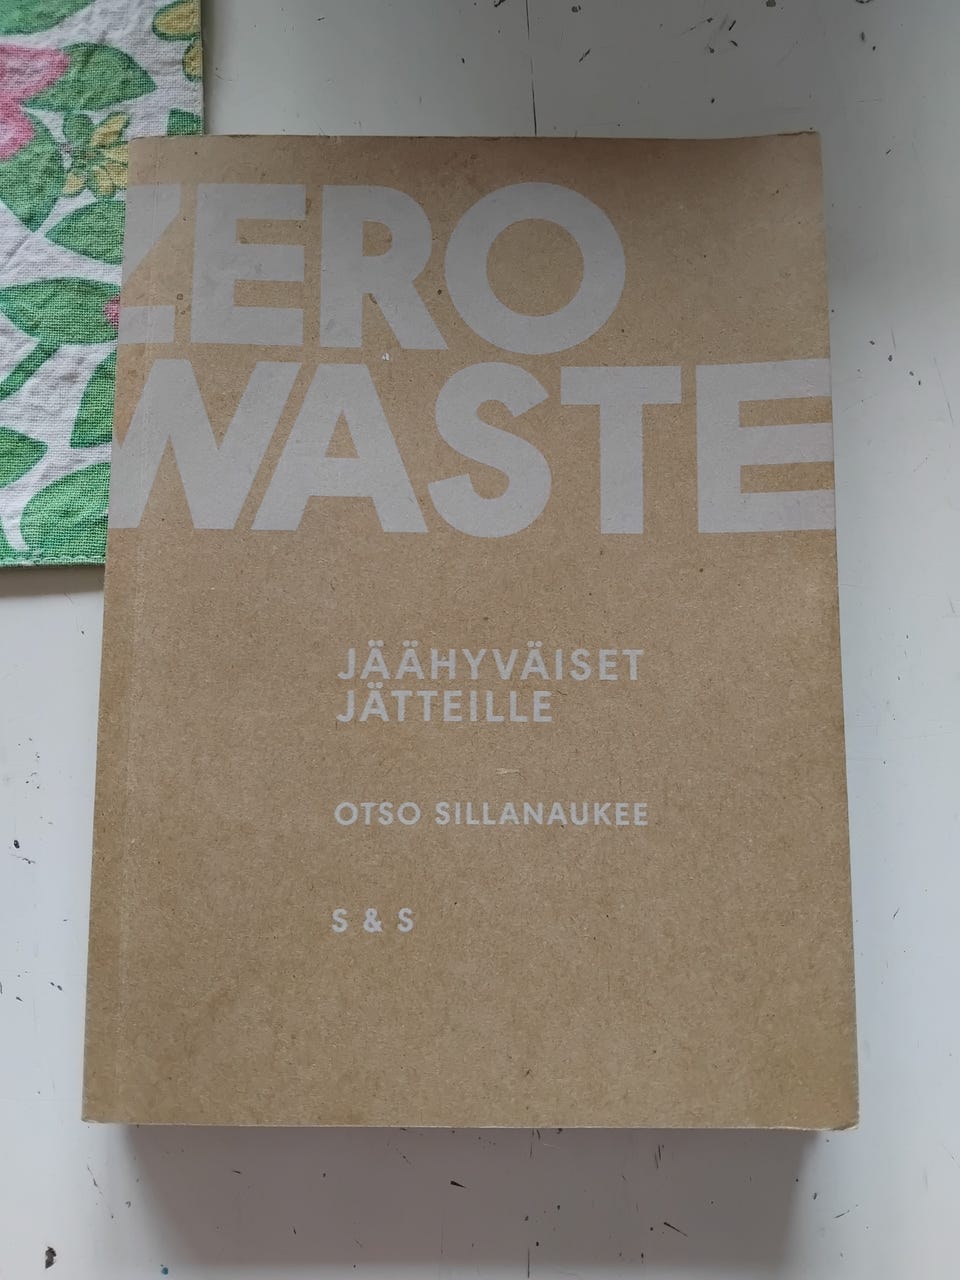 ZERO
WASTE
JÄÄHYVÄISET
JÄTTEILLE
OTSO SILLANAUKEE
S & S